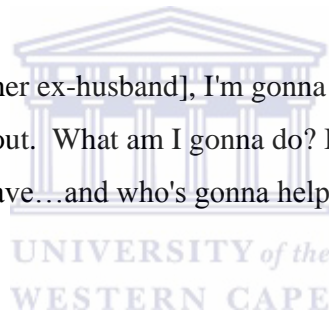 her ex-husband], I'm gonna
out. What am I gonna do? I
ave…and who's gonna help
UNIVERSITY of the
WESTERN CAPE